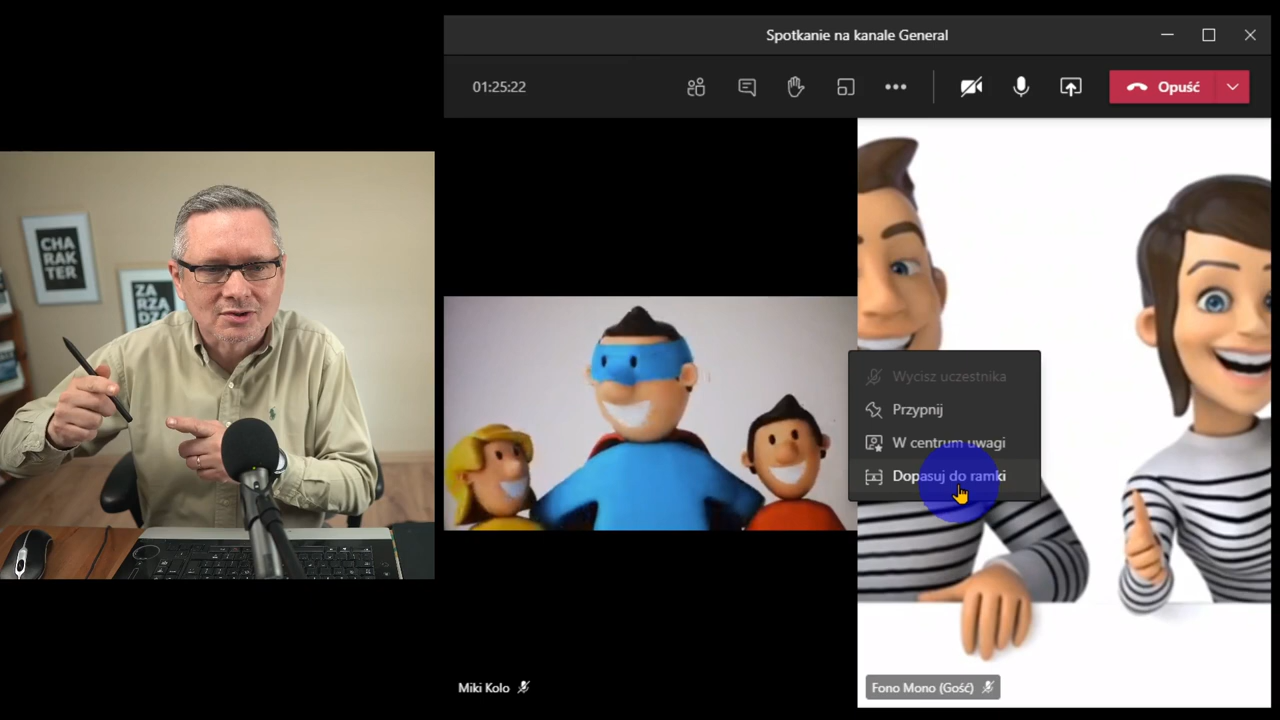 Spotkanie na kanale General
01:25:22
Opuść
CHA
RAK
TER
ZA
RZĄ
Wycisz uczestnika
Przypnij
W centrum uwagi
Dopasuj do ramki
Miki Kolo
Fono Mono (Gość)